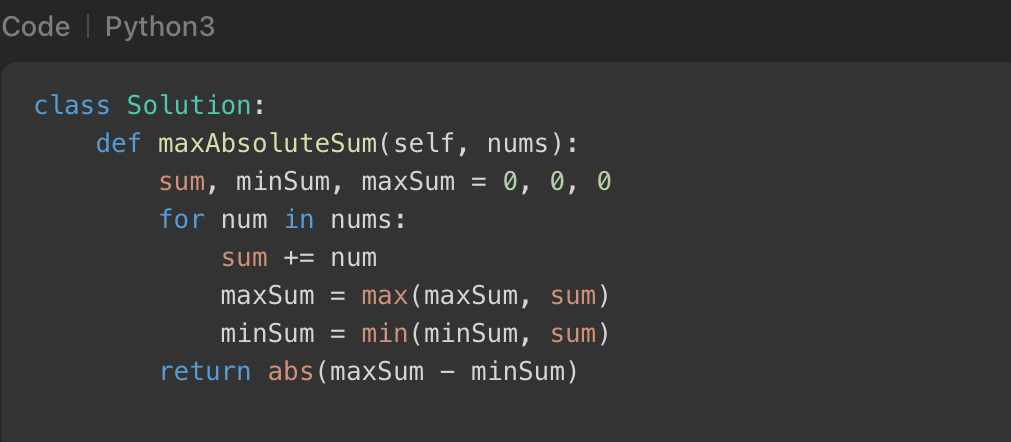 Code | Python3
class Solution:
    def maxAbsoluteSum(self, nums):
        sum, minSum, maxSum = 0, 0, 0
        for num in nums:
            sum += num
            maxSum = max(maxSum, sum)
            minSum = min(minSum, sum)
        return abs(maxSum - minSum)